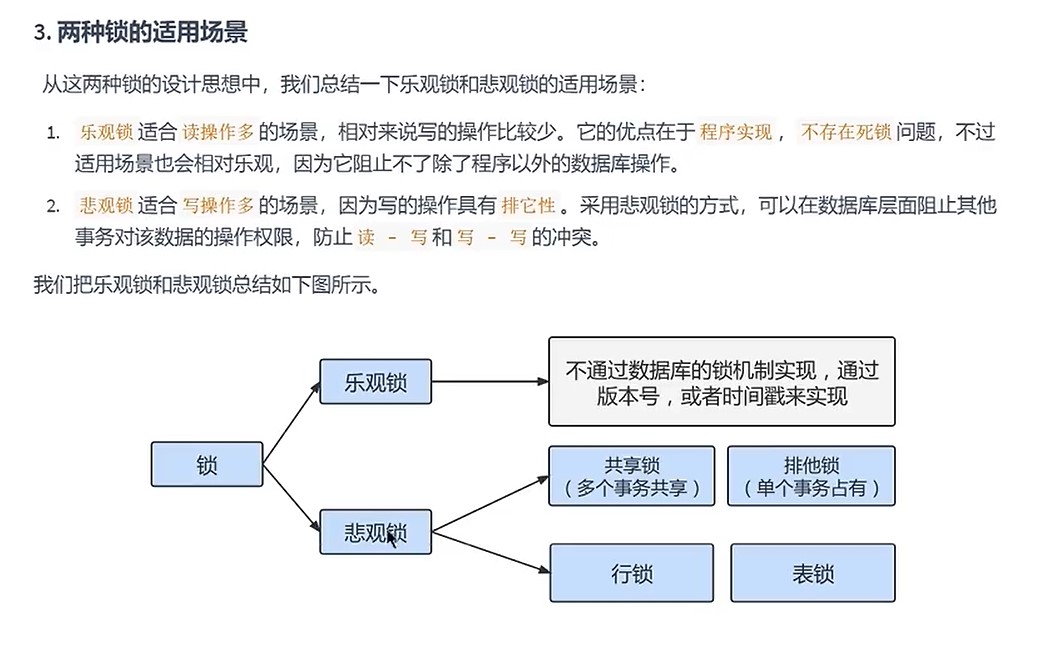 3. 两种锁的适用场景
从这两种锁的设计思想中，我们总结一下乐观锁和悲观锁的适用场景：
1. 乐观锁 适合 读操作多 的场景，相对来说写的操作比较少。它的优点在于 程序实现 ， 不存在死锁 问题，不过
适用场景也会相对乐观，因为它阻止不了除了程序以外的数据库操作。
2. 悲观锁 适合 写操作多 的场景，因为写的操作具有 排它性 。采用悲观锁的方式，可以在数据库层面阻止其他
事务对该数据的操作权限，防止 读 - 写 和 写 - 写 的冲突。
我们把乐观锁和悲观锁总结如下图所示。
不通过数据库的锁机制实现，通过
版本号，或者时间戳来实现
乐观锁
锁
共享锁
（多个事务共享）
排他锁
（单个事务占有）
悲观锁
行锁
表锁